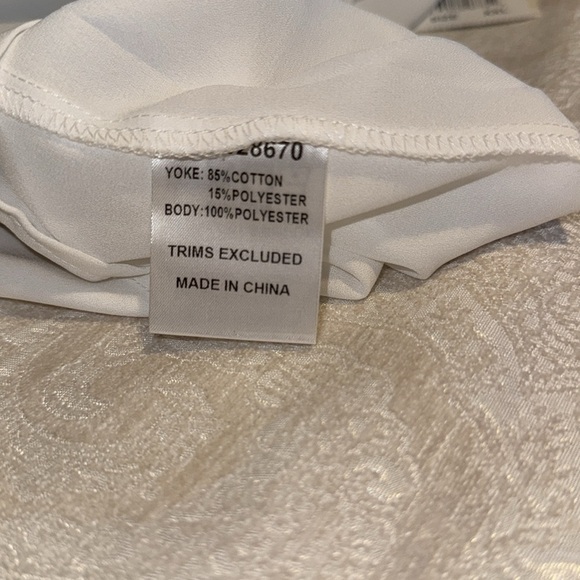 28670
YOKE: 85%COTTON
15%POLYESTER
BODY:100%POLYESTER
TRIMS EXCLUDED
MADE IN CHINA